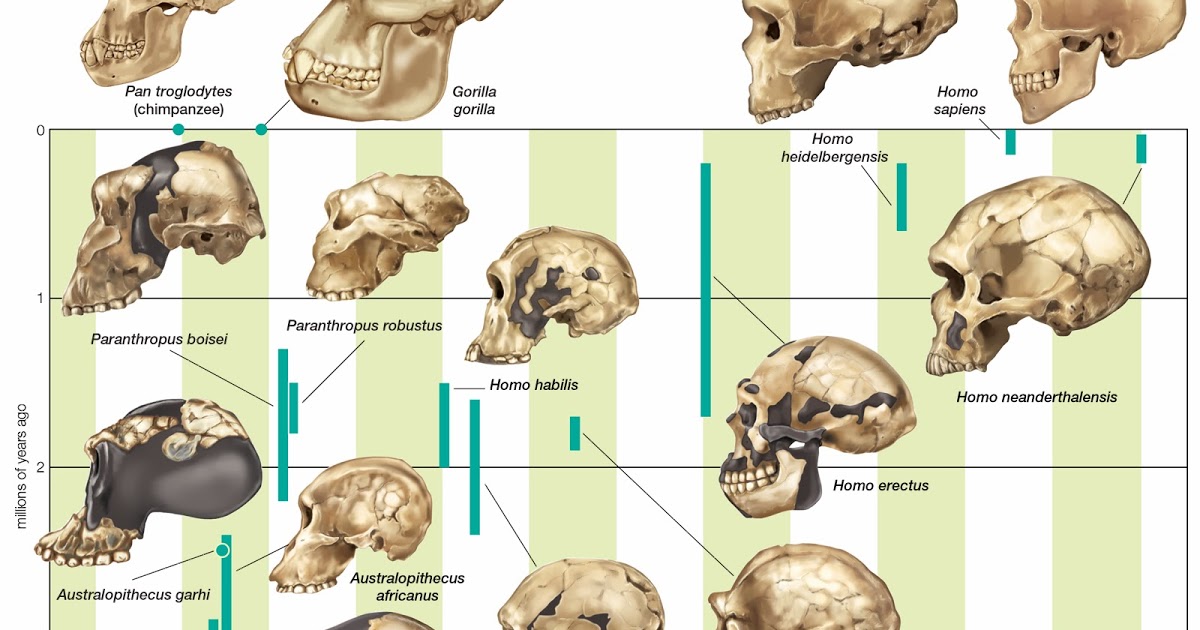 Pan troglodytes
(chimpanzee)
Gorilla
gorilla
Homo
sapiens
0
Homo
heidelbergensis
1
Paranthropus boisei
Paranthropus robustus
Homo habilis
Homo neanderthalensis
millions of years ago
2
Homo erectus
Australopithecus garhi
Australopithecus
africanus